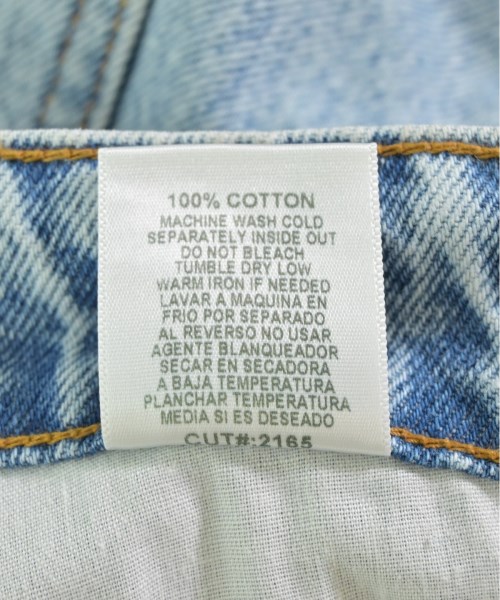 100% COTTON
MACHINE WASH COLD
SEPARATELY INSIDE OUT
DO NOT BLEACH
TUMBLE DRY LOW
WARM IRON IF NEEDED
LAVAR A MAQUINA EN
FRIO POR SEPARADO
AL REVERSO NO USAR
AGENTE BLANQUEADOR
SECAR EN SECADORA
A BAJA TEMPERATURA
PLANCHAR TEMPERATURA
MEDIA SI ES DESEADO
CUT#:2165